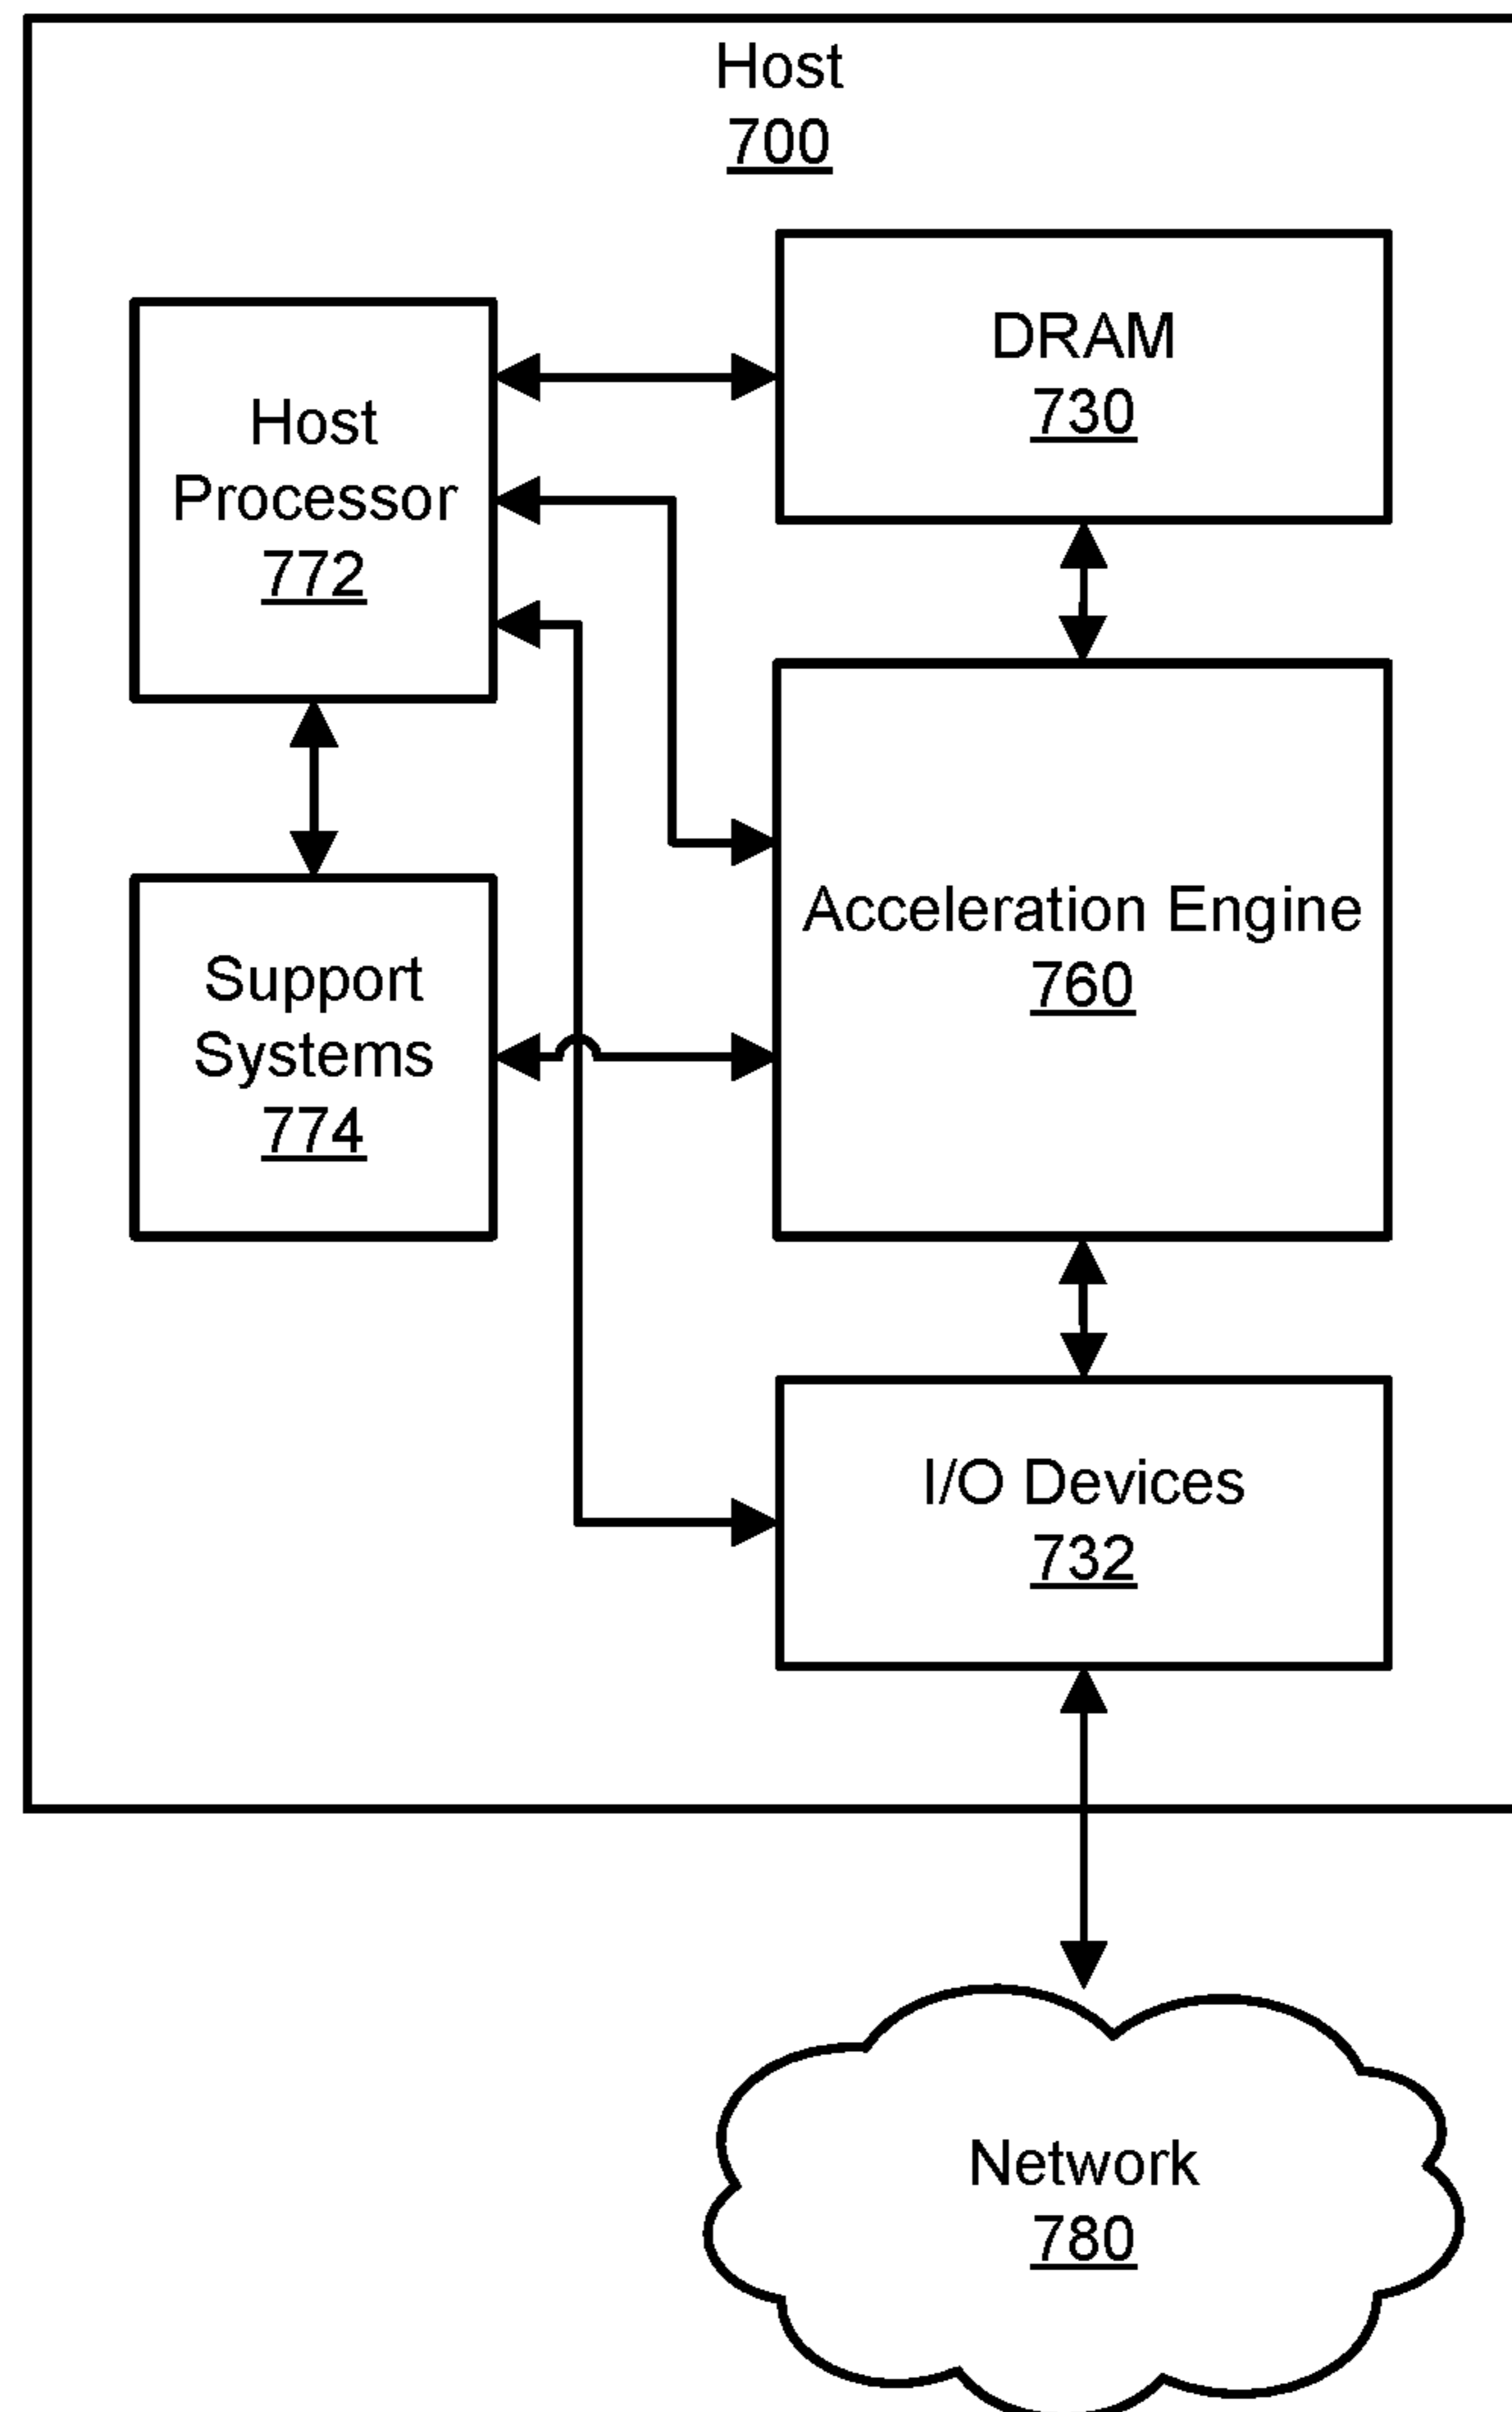 Host
700
DRAM
730
Host
Processor
772
Acceleration Engine
760
Support
Systems
774
I/O Devices
732
Network
780